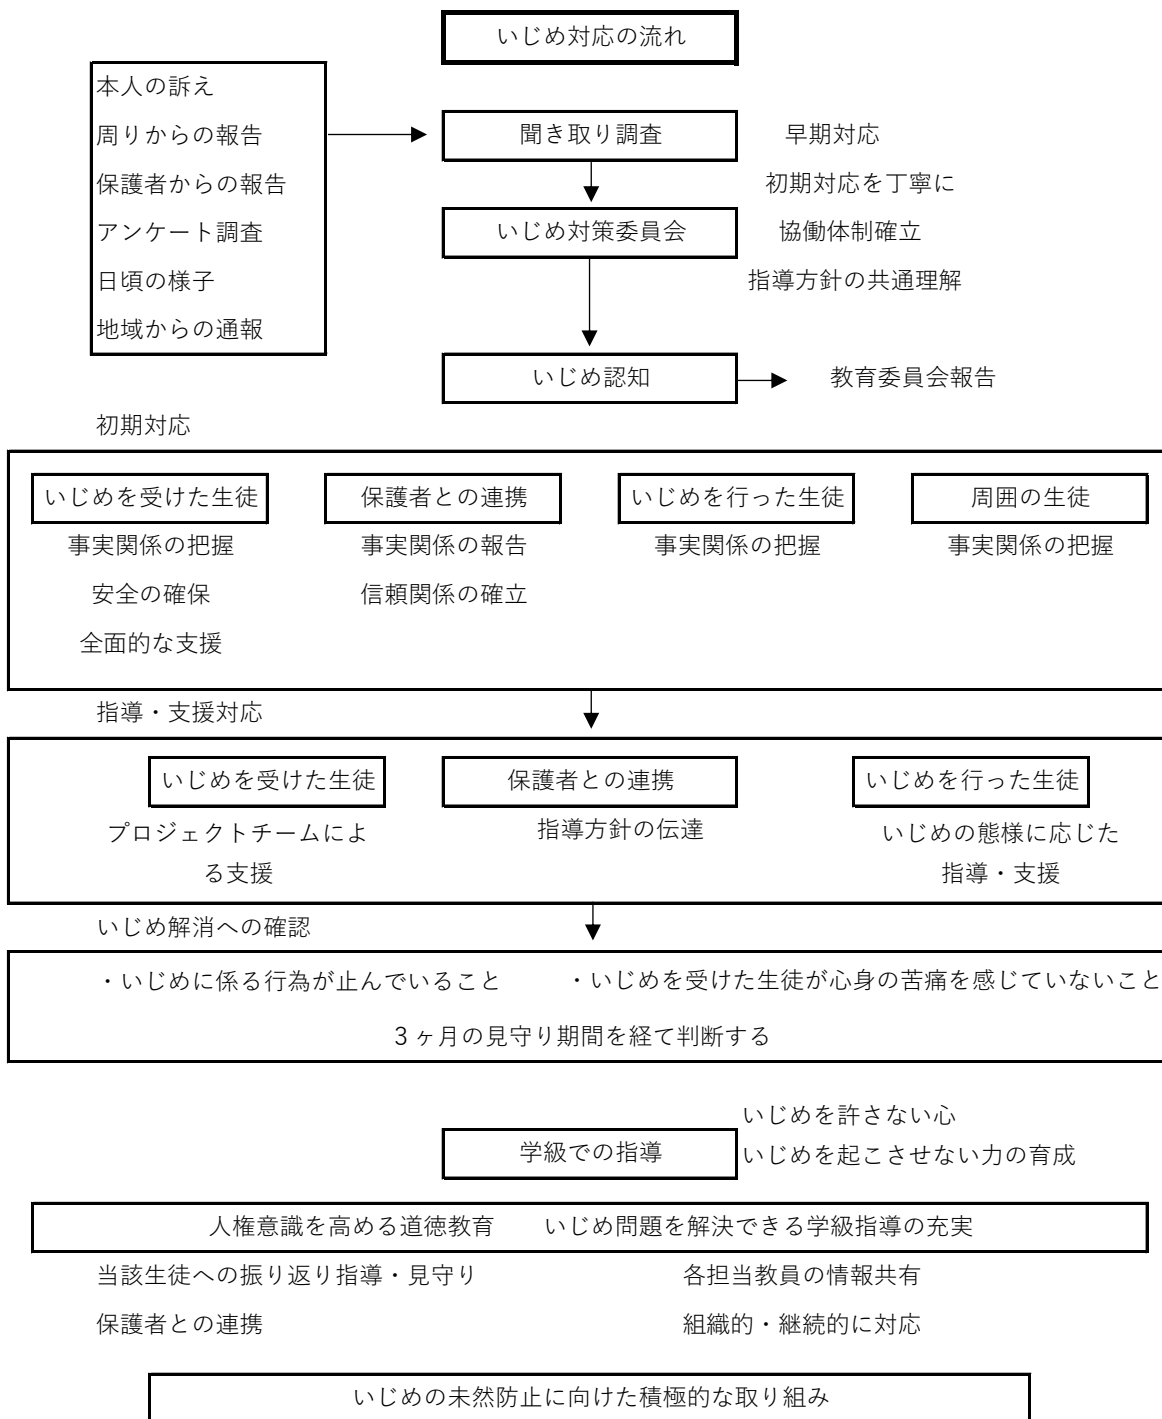 いじめ対応の流れ
本人の訴え
周りからの報告
保護者からの報告
アンケート調査
日頃の様子
地域からの通報
聞き取り調査
早期対応
初期対応を丁寧に
いじめ対策委員会
協働体制確立
指導方針の共通理解
いじめ認知
教育委員会報告
初期対応
いじめを受けた生徒
事実関係の把握
安全の確保
全面的な支援
保護者との連携
事実関係の報告
信頼関係の確立
いじめを行った生徒
事実関係の把握
周囲の生徒
事実関係の把握
指導・支援対応
いじめを受けた生徒
プロジェクトチームによ
る支援
保護者との連携
指導方針の伝達
いじめを行った生徒
いじめの態様に応じた
指導・支援
いじめ解消への確認
・いじめに係る行為が止んでいること
・いじめを受けた生徒が心身の苦痛を感じていないこと
3ヶ月の見守り期間を経て判断する
学級での指導
いじめを許さない心
いじめを起こさせない力の育成
人権意識を高める道徳教育 いじめ問題を解決できる学級指導の充実
当該生徒への振り返り指導・見守り
保護者との連携
各担当教員の情報共有
組織的・継続的に対応
いじめの未然防止に向けた積極的な取り組み